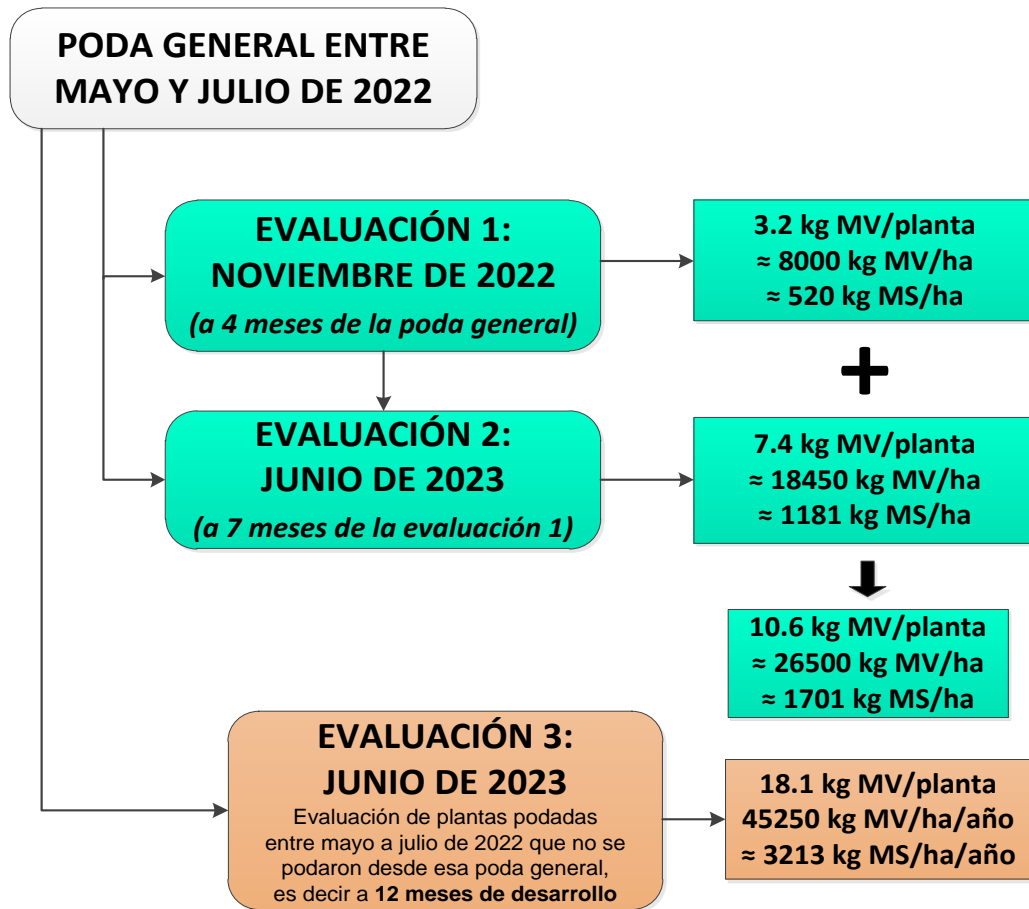 PODA GENERAL ENTRE
MAYO Y JULIO DE 2022
EVALUACIÓN 1:
NOVIEMBRE DE 2022
(a 4 meses de la poda general)
3.2 kg MV/planta
≈ 8000 kg MV/ha
≈ 520 kg MS/ha
+
EVALUACIÓN 2:
JUNIO DE 2023
(a 7 meses de la evaluación 1)
7.4 kg MV/planta
≈ 18450 kg MV/ha
≈ 1181 kg MS/ha
10.6 kg MV/planta
≈ 26500 kg MV/ha
≈ 1701 kg MS/ha
EVALUACIÓN 3:
JUNIO DE 2023
Evaluación de plantas podadas
entre mayo a julio de 2022 que no se
podaron desde esa poda general,
es decir a 12 meses de desarrollo
18.1 kg MV/planta
45250 kg MV/ha/año
≈ 3213 kg MS/ha/año